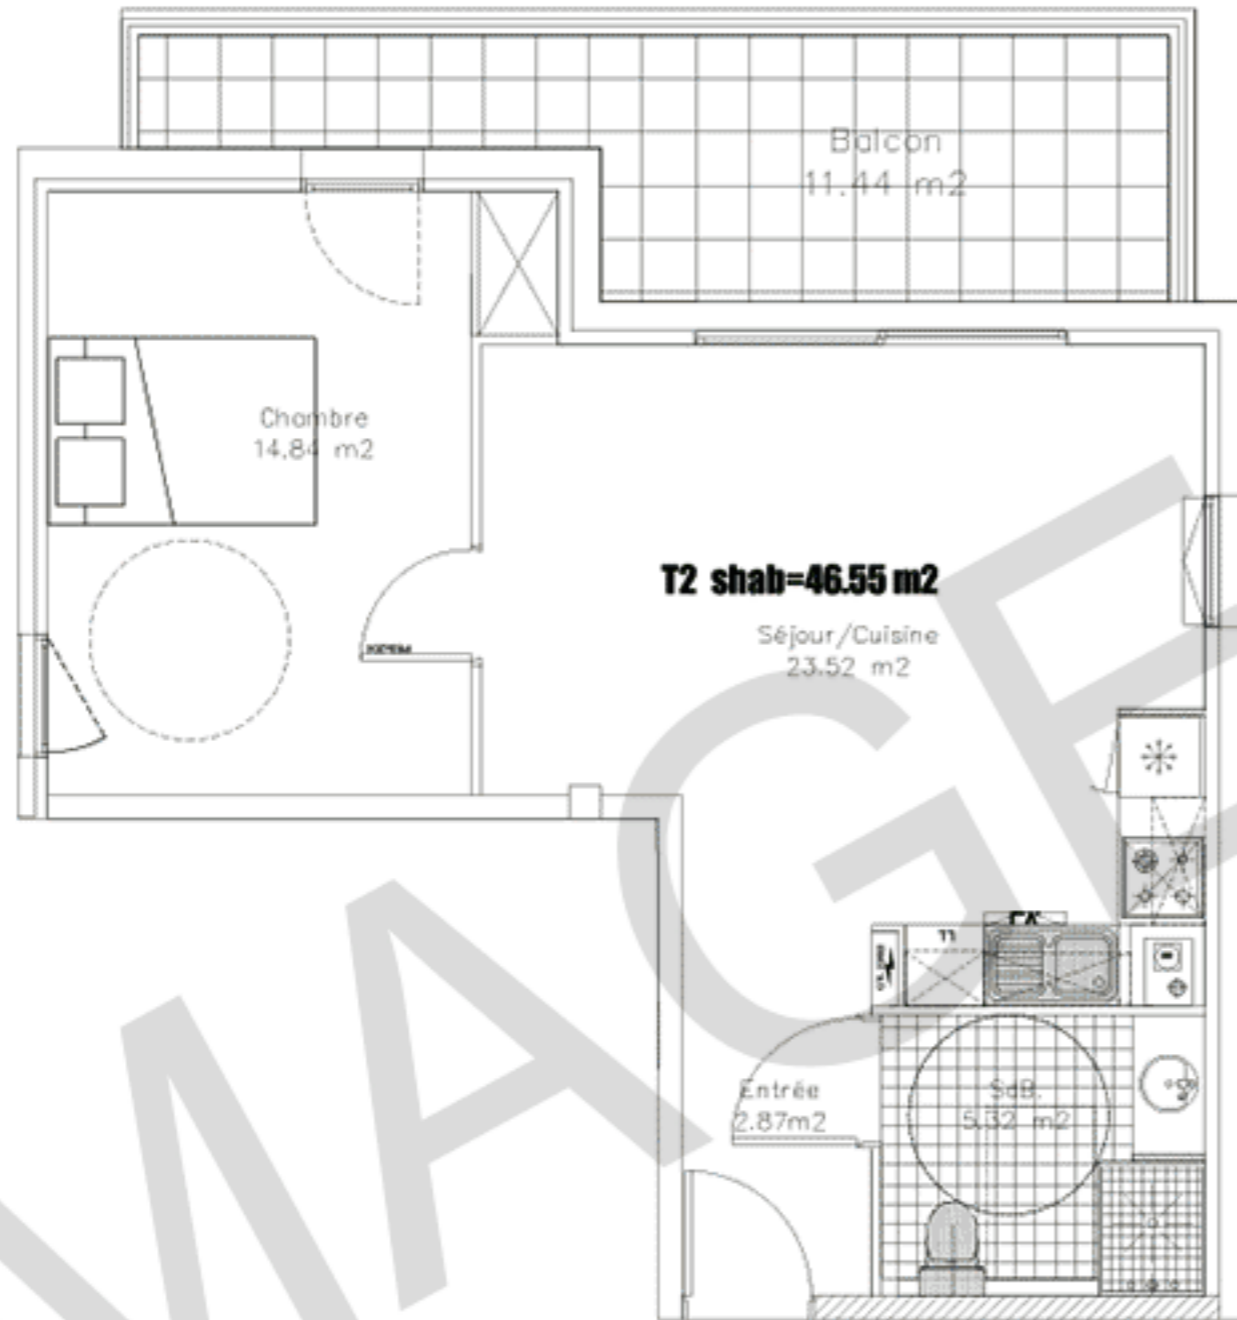 Balcon
11.44 m2
Chambre
14.84 m2
T2 shab=46.55 m2
Séjour/Cuisine
23.52 m2
Entrée
2.87m2
SdB.
5.32 m2
MAGE